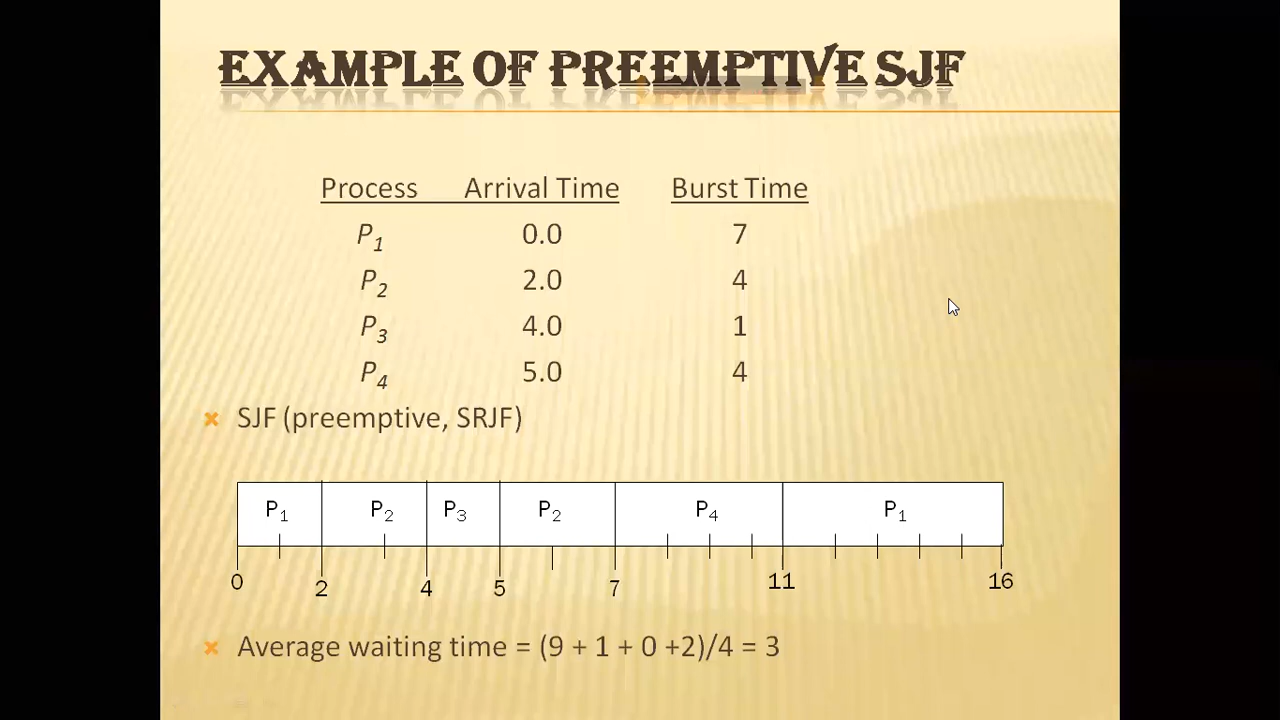 EXAMPLE OF PREEMPTIVE SJF
Process Arrival Time Burst Time
P1 0.0 7
P2 2.0 4
P3 4.0 1
P4 5.0 4
SJF (preemptive, SRJF)
P1 P2 P3 P2 P4 P1
0 2 4 5 7 11 16
Average waiting time = (9 + 1 + 0 +2)/4 = 3